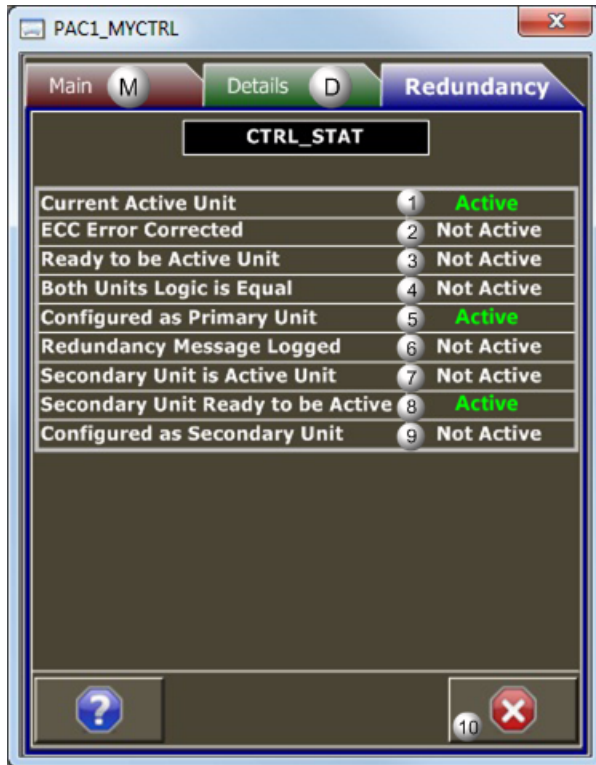 PAC1_MYCTRL
Main M Details D Redundancy
CTRL_STAT
Current Active Unit 1 Active
ECC Error Corrected 2 Not Active
Ready to be Active Unit 3 Not Active
Both Units Logic is Equal 4 Not Active
Configured as Primary Unit 5 Active
Redundancy Message Logged 6 Not Active
Secondary Unit is Active Unit 7 Not Active
Secondary Unit Ready to be Active 8 Active
Configured as Secondary Unit 9 Not Active
?
10